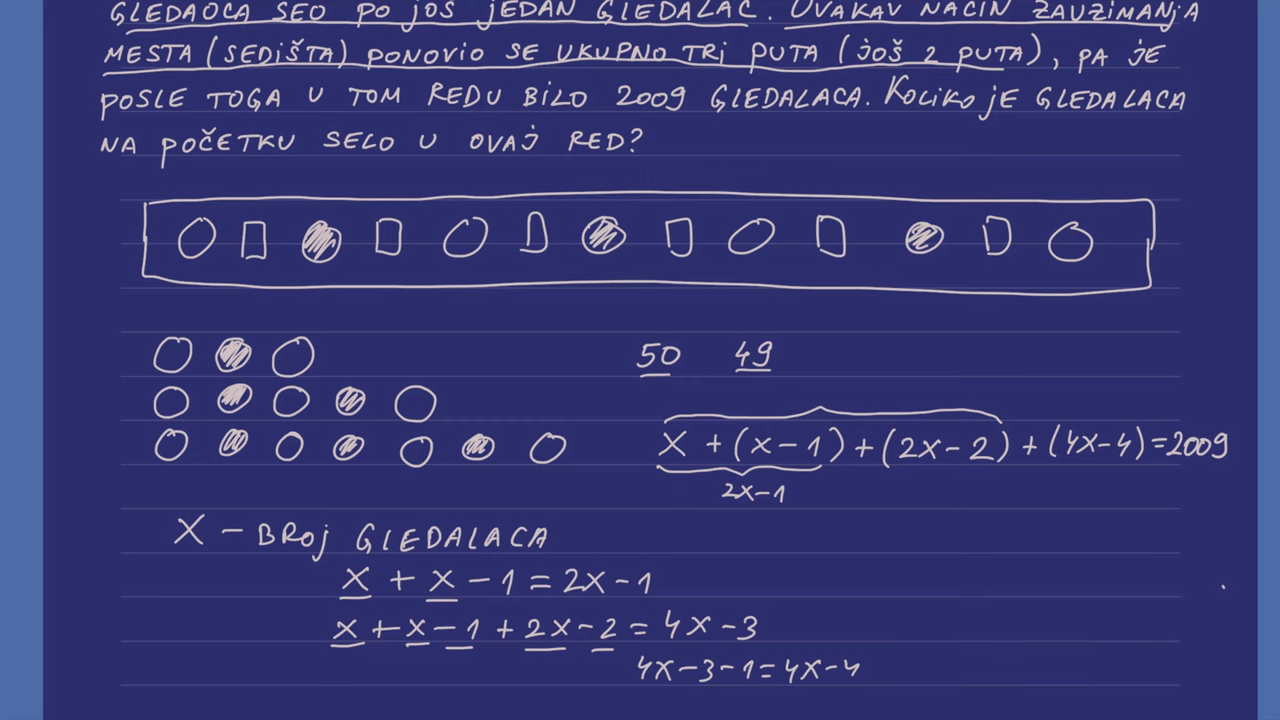 GLEDAOCA SEO PO JOŠ JEDAN GLEDALAC. OVAKAV NAČIN ZAUZIMANJA
MESTA (SEDIŠTA) PONOVIO SE UKUPNO TRI PUTA (JOŠ 2 PUTA), PA JE
POSLE TOGA U TOM REDU BILO 2009 GLEDALACA. KOLIKO JE GLEDALACA
NA POČETKU SELO U OVAJ RED?
50 49
X + (X - 1) + (2X - 2) + (4X - 4) = 2009
2X - 1
X - BROJ GLEDALACA
X + X - 1 = 2X - 1
X + X - 1 + 2X - 2 = 4X - 3
4X - 3 - 1 = 4X - 4